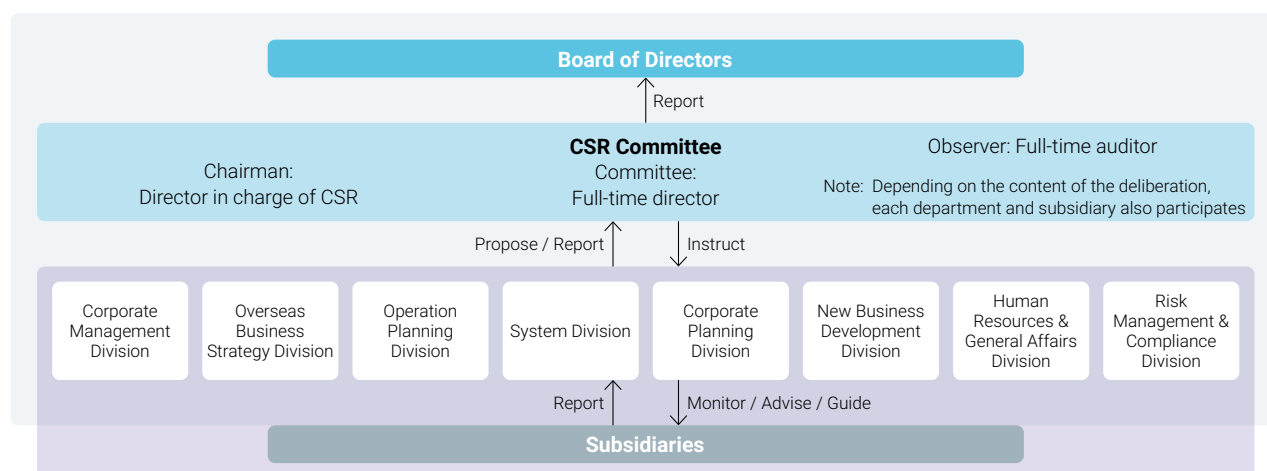 Board of Directors
Report
CSR Committee
Chairman:
Director in charge of CSR
Committee:
Full-time director
Observer: Full-time auditor
Note: Depending on the content of the deliberation,
each department and subsidiary also participates
Propose / Report
Instruct
Corporate
Management
Division
Overseas
Business
Strategy Division
Operation
Planning
Division
System Division
Corporate
Planning
Division
New Business
Development
Division
Human
Resources &
General Affairs
Division
Risk
Management &
Compliance
Division
Report
Monitor / Advise / Guide
Subsidiaries